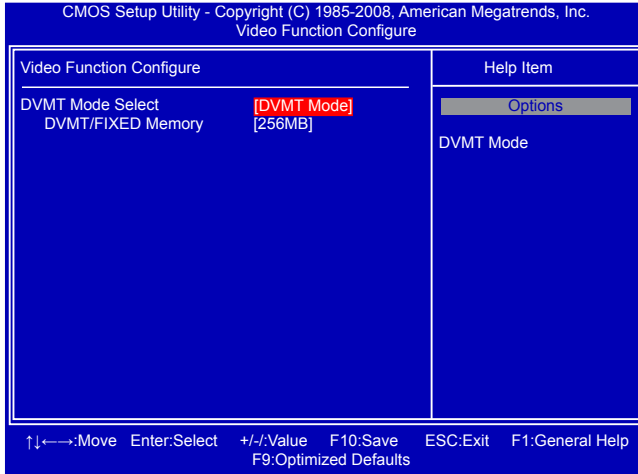 CMOS Setup Utility - Copyright (C) 1985-2008, American Megatrends, Inc.
Video Function Configure
Video Function Configure
Help Item
DVMT Mode Select [DVMT Mode]
Options
DVMT/FIXED Memory [256MB]
DVMT Mode
↑↓←→:Move Enter:Select +/-/:Value F10:Save ESC:Exit F1:General Help
F9:Optimized Defaults